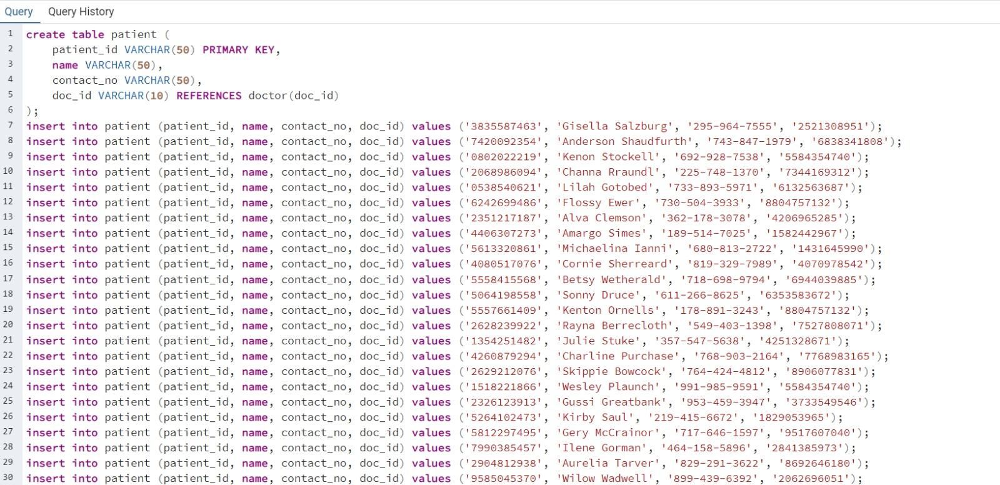 Query Query History
1 create table patient (
2 patient_id VARCHAR(50) PRIMARY KEY,
3 name VARCHAR(50),
4 contact_no VARCHAR(50),
5 doc_id VARCHAR(10) REFERENCES doctor(doc_id)
6 );
7 insert into patient (patient_id, name, contact_no, doc_id) values ('3835587463', 'Gisella Salzburg', '295-964-7555', '2521308951');
8 insert into patient (patient_id, name, contact_no, doc_id) values ('7420092354', 'Anderson Shaudfurth', '743-847-1979', '6838341808');
9 insert into patient (patient_id, name, contact_no, doc_id) values ('0802022219', 'Kenon Stockell', '692-928-7538', '5584354740');
10 insert into patient (patient_id, name, contact_no, doc_id) values ('2068986094', 'Channa Rraundl', '225-748-1370', '7344169312');
11 insert into patient (patient_id, name, contact_no, doc_id) values ('0538540621', 'Lilah Gotobed', '733-893-5971', '6132563687');
12 insert into patient (patient_id, name, contact_no, doc_id) values ('6242699486', 'Flossy Ewer', '730-504-3933', '8804757132');
13 insert into patient (patient_id, name, contact_no, doc_id) values ('2351217187', 'Alva Clemson', '362-178-3078', '4206965285');
14 insert into patient (patient_id, name, contact_no, doc_id) values ('4406307273', 'Amargo Simes', '189-514-7025', '1582442967');
15 insert into patient (patient_id, name, contact_no, doc_id) values ('5613320861', 'Michaelina Ianni', '680-813-2722', '1431645990');
16 insert into patient (patient_id, name, contact_no, doc_id) values ('4080517076', 'Cornie Sherreard', '819-329-7989', '4070978542');
17 insert into patient (patient_id, name, contact_no, doc_id) values ('5558415568', 'Betsy Wetherald', '718-698-9794', '6944039885');
18 insert into patient (patient_id, name, contact_no, doc_id) values ('5064198558', 'Sonny Druce', '611-266-8625', '6353583672');
19 insert into patient (patient_id, name, contact_no, doc_id) values ('5557661409', 'Kenton Ornells', '178-891-3243', '8804757132');
20 insert into patient (patient_id, name, contact_no, doc_id) values ('2628239922', 'Rayna Berrecloth', '549-403-1398', '7527808071');
21 insert into patient (patient_id, name, contact_no, doc_id) values ('1354251482', 'Julie Stuke', '357-547-5638', '4251328671');
22 insert into patient (patient_id, name, contact_no, doc_id) values ('4260879294', 'Charline Purchase', '768-903-2164', '7768983165');
23 insert into patient (patient_id, name, contact_no, doc_id) values ('2629212076', 'Skippie Bowcock', '764-424-4812', '8906077831');
24 insert into patient (patient_id, name, contact_no, doc_id) values ('1518221866', 'Wesley Plaunch', '991-985-9591', '5584354740');
25 insert into patient (patient_id, name, contact_no, doc_id) values ('2326123913', 'Gussi Greatbank', '953-459-3947', '3733549546');
26 insert into patient (patient_id, name, contact_no, doc_id) values ('5264102473', 'Kirby Saul', '219-415-6672', '1829053965');
27 insert into patient (patient_id, name, contact_no, doc_id) values ('5812297495', 'Gery McCrainor', '717-646-1597', '9517607040');
28 insert into patient (patient_id, name, contact_no, doc_id) values ('7990385457', 'Ilene Gorman', '464-158-5896', '2841385973');
29 insert into patient (patient_id, name, contact_no, doc_id) values ('2904812938', 'Aurelia Tarver', '829-291-3622', '8692646180');
30 insert into patient (patient_id, name, contact_no, doc_id) values ('9585045370', 'Wilow Wadwell', '899-439-6392', '2062696051');